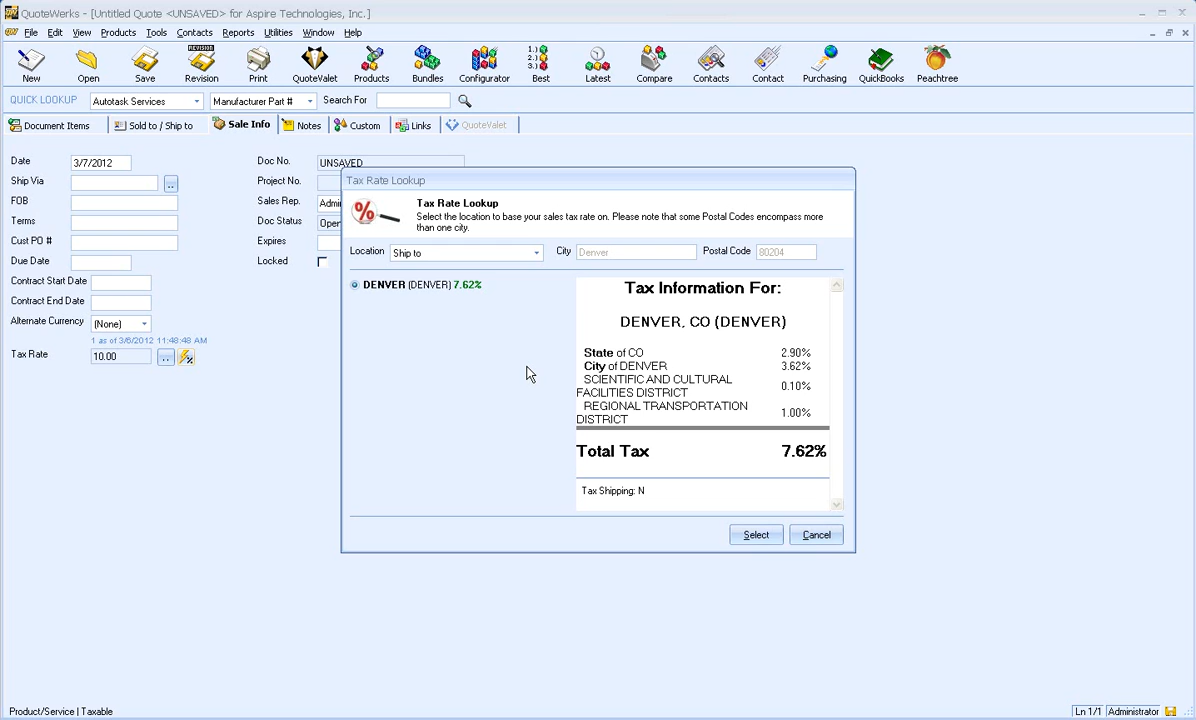 QuoteWerks - [Untitled Quote <UNSAVED> for Aspire Technologies, Inc.]
File Edit View Products Tools Contacts Reports Utilities Window Help
REVISION
1.)
2.)
3.)
New Open Save Revision Print QuoteValet Products Bundles Configurator Best Latest Compare Contacts Contact Purchasing QuickBooks Peachtree
QUICK LOOKUP Autotask Services Manufacturer Part # Search For
Document Items Sold to / Ship to Sale Info Notes Custom Links QuoteValet
Date 3/7/2012 Doc No. UNSAVED
Ship Via .. Project No.
FOB Sales Rep. Admi
Terms Doc Status Open
Cust PO # Expires
Due Date Locked
Contract Start Date
Contract End Date
Alternate Currency (None)
1 as of 3/6/2012 11:48:48 AM
Tax Rate 10.00 ..
Tax Rate Lookup
% Tax Rate Lookup
Select the location to base your sales tax rate on. Please note that some Postal Codes encompass more
than one city.
Location Ship to City Denver Postal Code 80204
DENVER (DENVER) 7.62%
Tax Information For:
DENVER, CO (DENVER)
State of CO 2.90%
City of DENVER 3.62%
SCIENTIFIC AND CULTURAL
FACILITIES DISTRICT 0.10%
REGIONAL TRANSPORTATION
DISTRICT 1.00%
Total Tax 7.62%
Tax Shipping: N
Select Cancel
Product/Service | Taxable Ln 1/1 Administrator